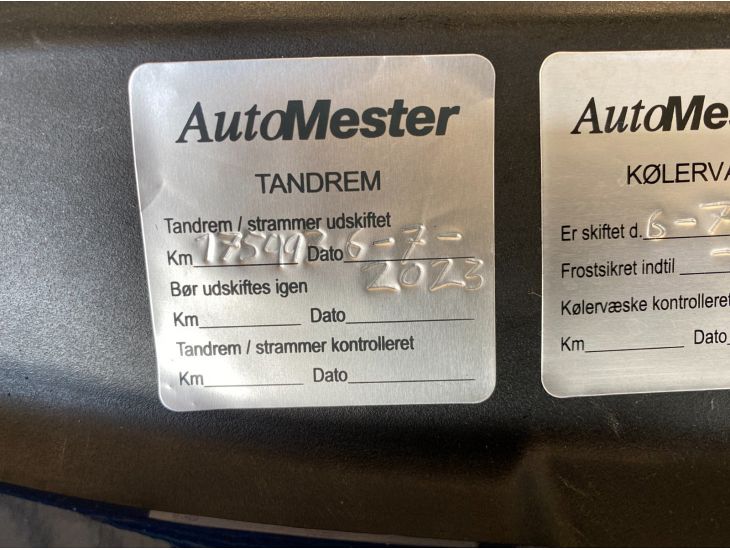 AutoMester
TANDREM
Tandrem / strammer udskiftet
Km 175493 Dato 6-7-
2023
Bør udskiftes igen
Km Dato
Tandrem / strammer kontrolleret
Km Dato
AutoMe
KØLERVA
Er skiftet d. 6-7
Frostsikret indtil -
Kølervæske kontrolleret
Km Dato